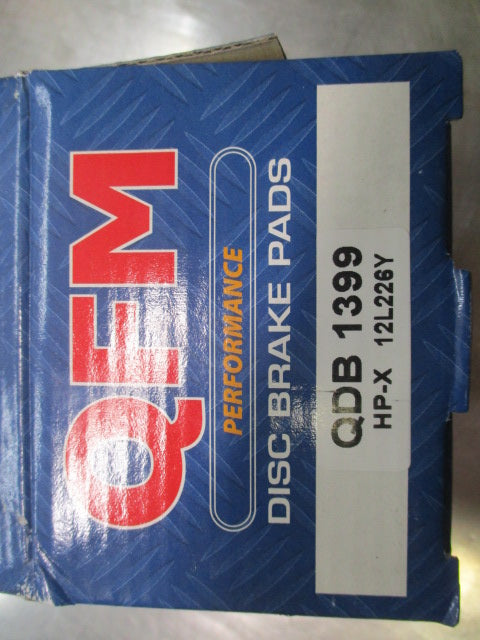 QFM
PERFORMANCE
DISC BRAKE PADS
QDB 1399
HP-X 12L226Y